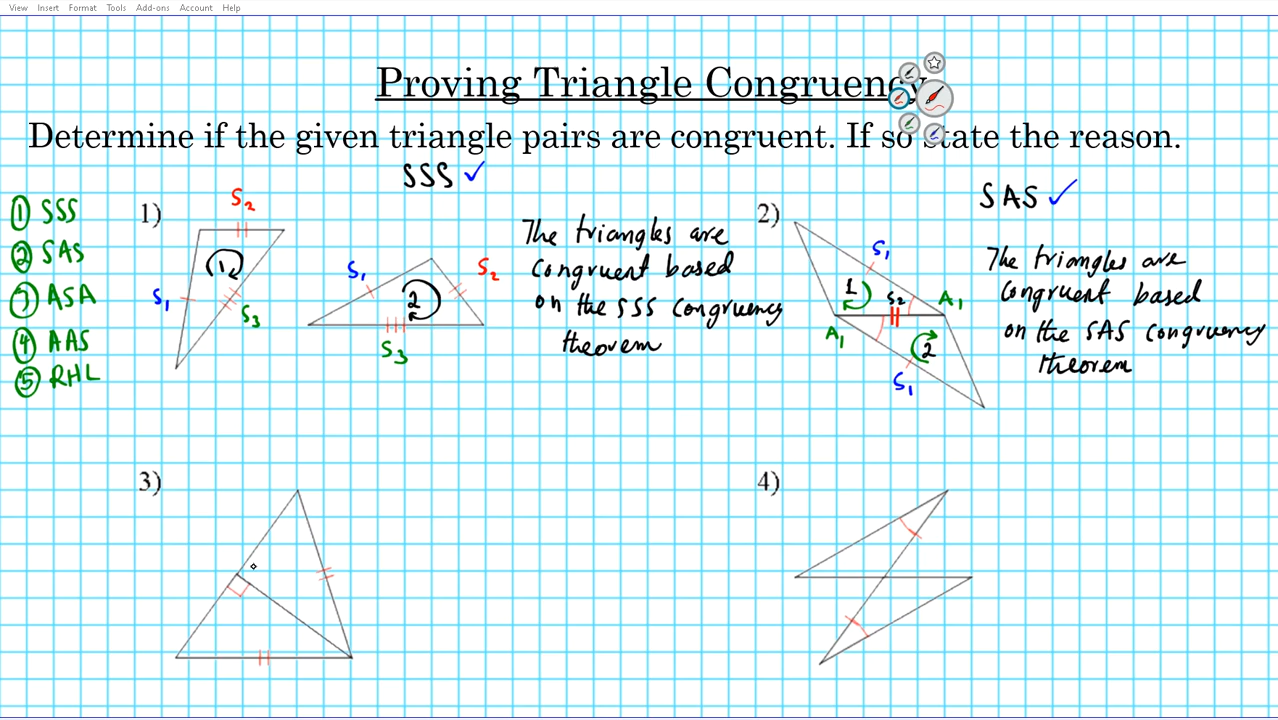 View Insert Format Tools Add-ons Account Help
Proving Triangle Congruency
Determine if the given triangle pairs are congruent. If so state the reason.
SSS ✓
SAS ✓
① SSS
② SAS
③ ASA
④ AAS
⑤ RHL
1)
S₂
1
S₁
S₃
S₁
S₂
2
S₃
The triangles are
congruent based
on the SSS congruency
theorem
2)
S₁
1
S₂
A₁
A₁
2
S₁
The triangles are
congruent based
on the SAS congruency
theorem
3)
4)